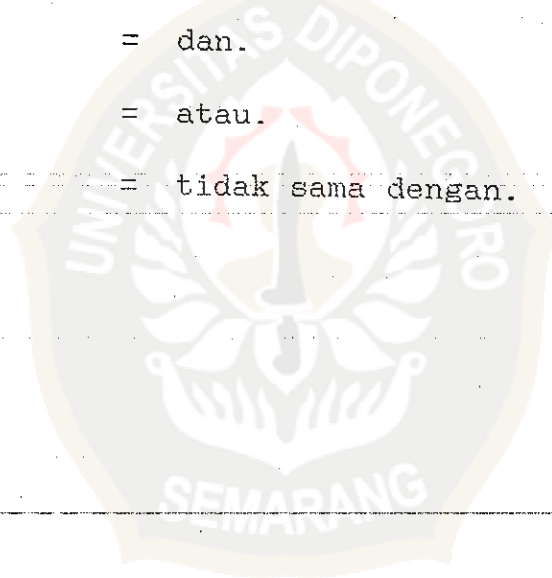 = dan.
= atau.
= tidak sama dengan.
UNIVERSITAS DIPONEGORO
SEMARANG